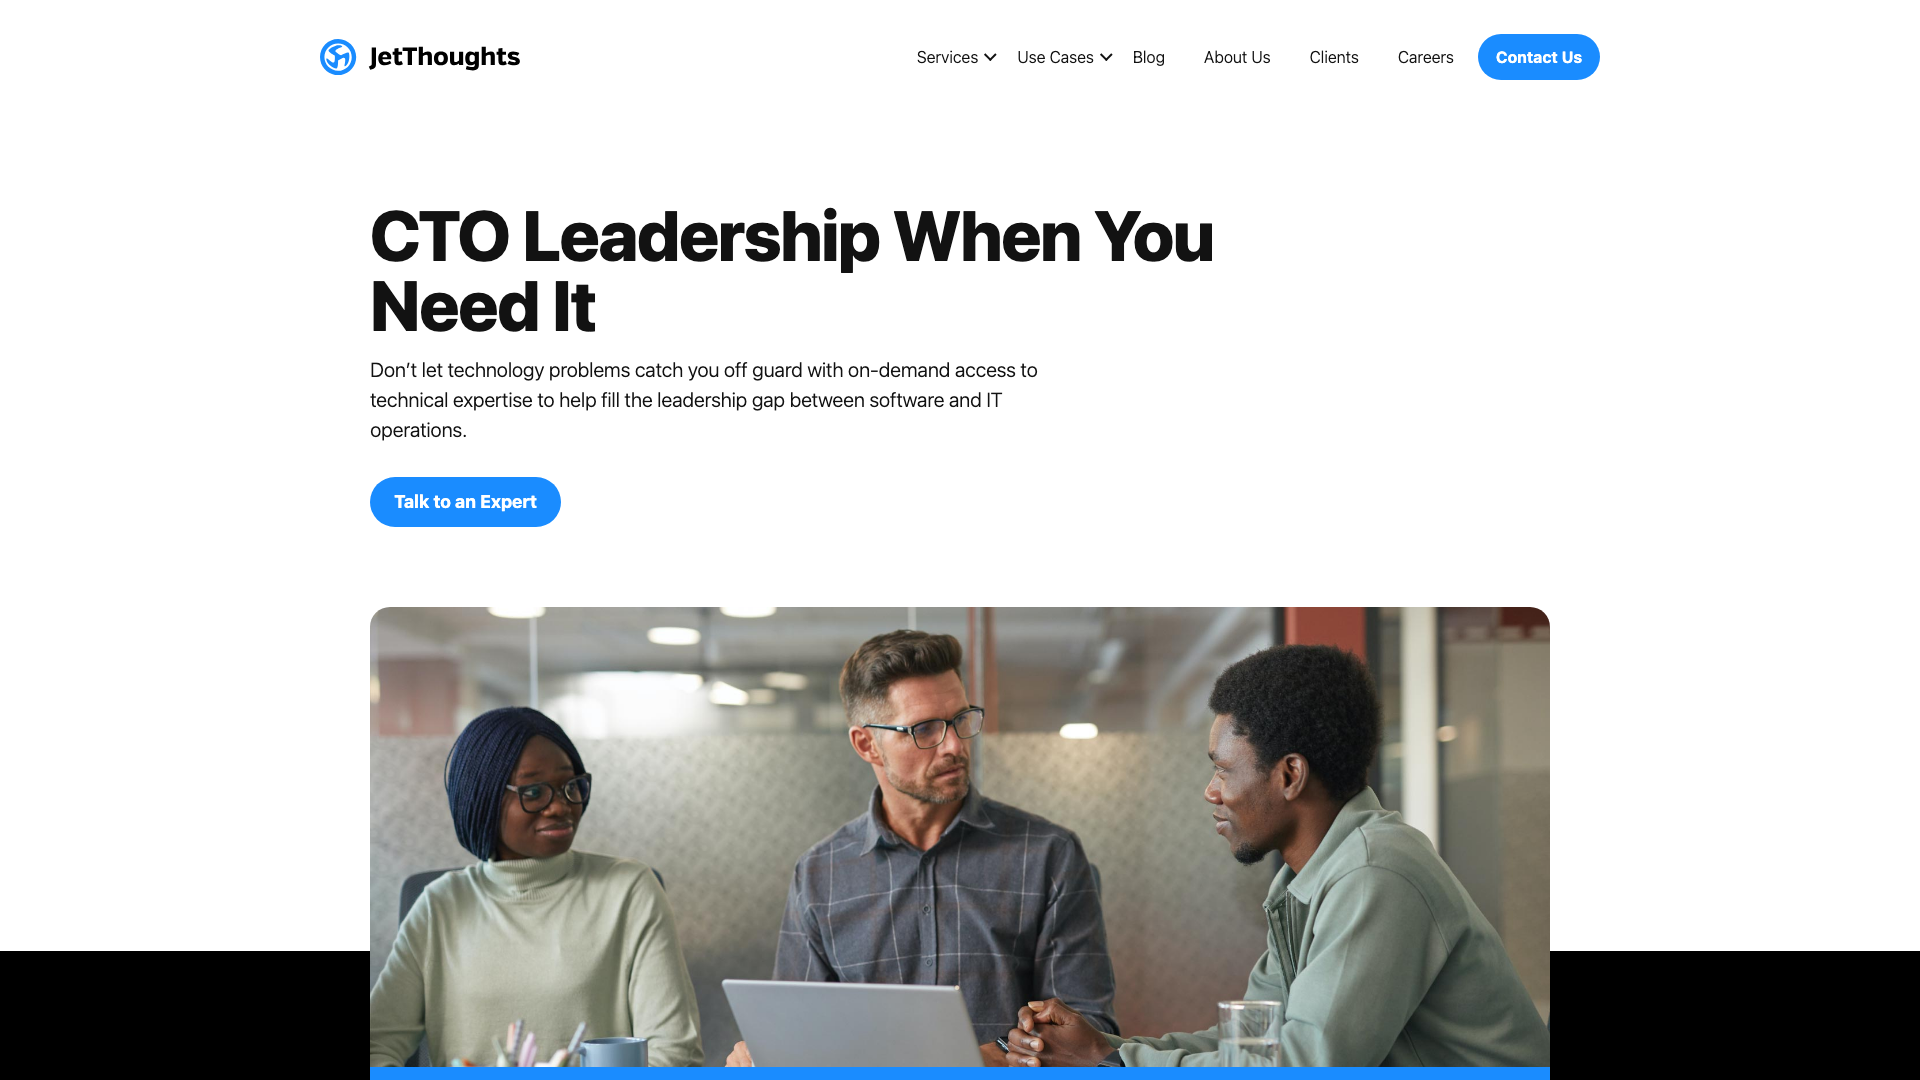 JetThoughts
Services
Use Cases
Blog
About Us
Clients
Careers
Contact Us
CTO Leadership When You
Need It
Don’t let technology problems catch you off guard with on-demand access to
technical expertise to help fill the leadership gap between software and IT
operations.
Talk to an Expert